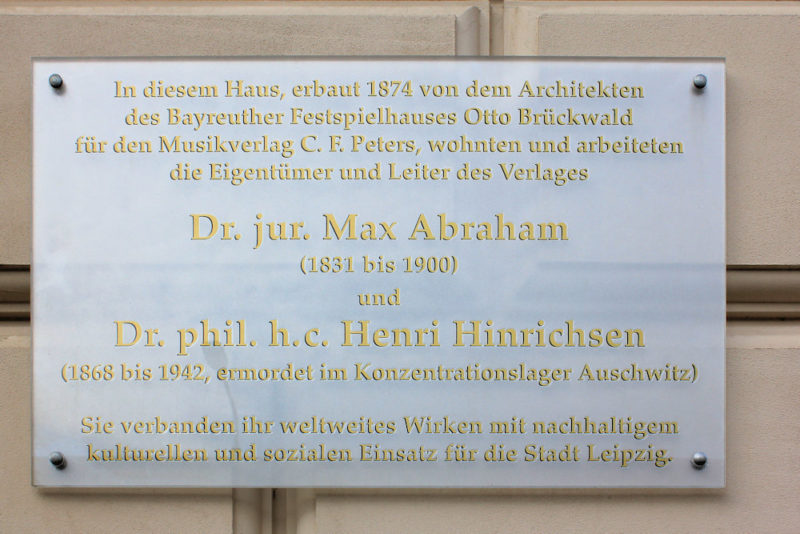 In diesem Haus, erbaut 1874 von dem Architekten
des Bayreuther Festspielhauses Otto Brückwald
für den Musikverlag C. F. Peters, wohnten und arbeiteten
die Eigentümer und Leiter des Verlages
Dr. jur. Max Abraham
(1831 bis 1900)
und
Dr. phil. h.c. Henri Hinrichsen
(1868 bis 1942, ermordet im Konzentrationslager Auschwitz)
Sie verbanden ihr weltweites Wirken mit nachhaltigem
kulturellen und sozialen Einsatz für die Stadt Leipzig.